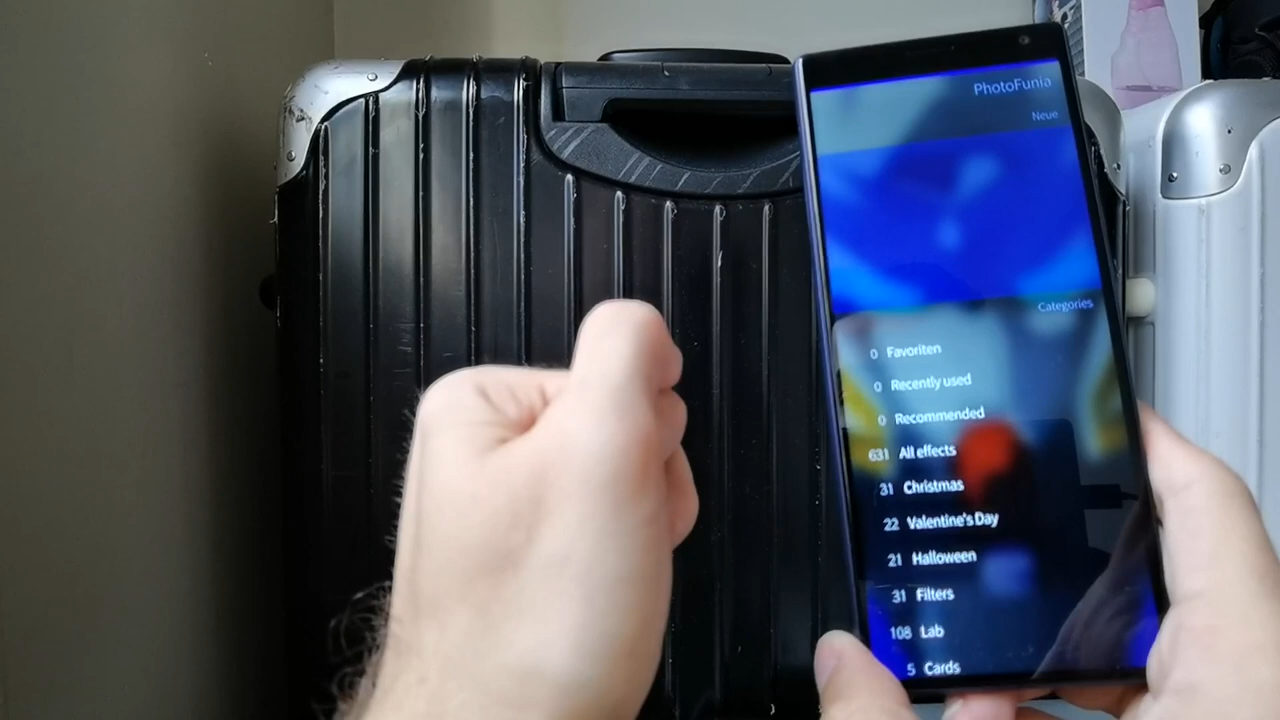 PhotoFunia
Neue
Categories
0 Favoriten
0 Recently used
0 Recommended
631 All effects
31 Christmas
22 Valentine's Day
21 Halloween
31 Filters
108 Lab
5 Cards